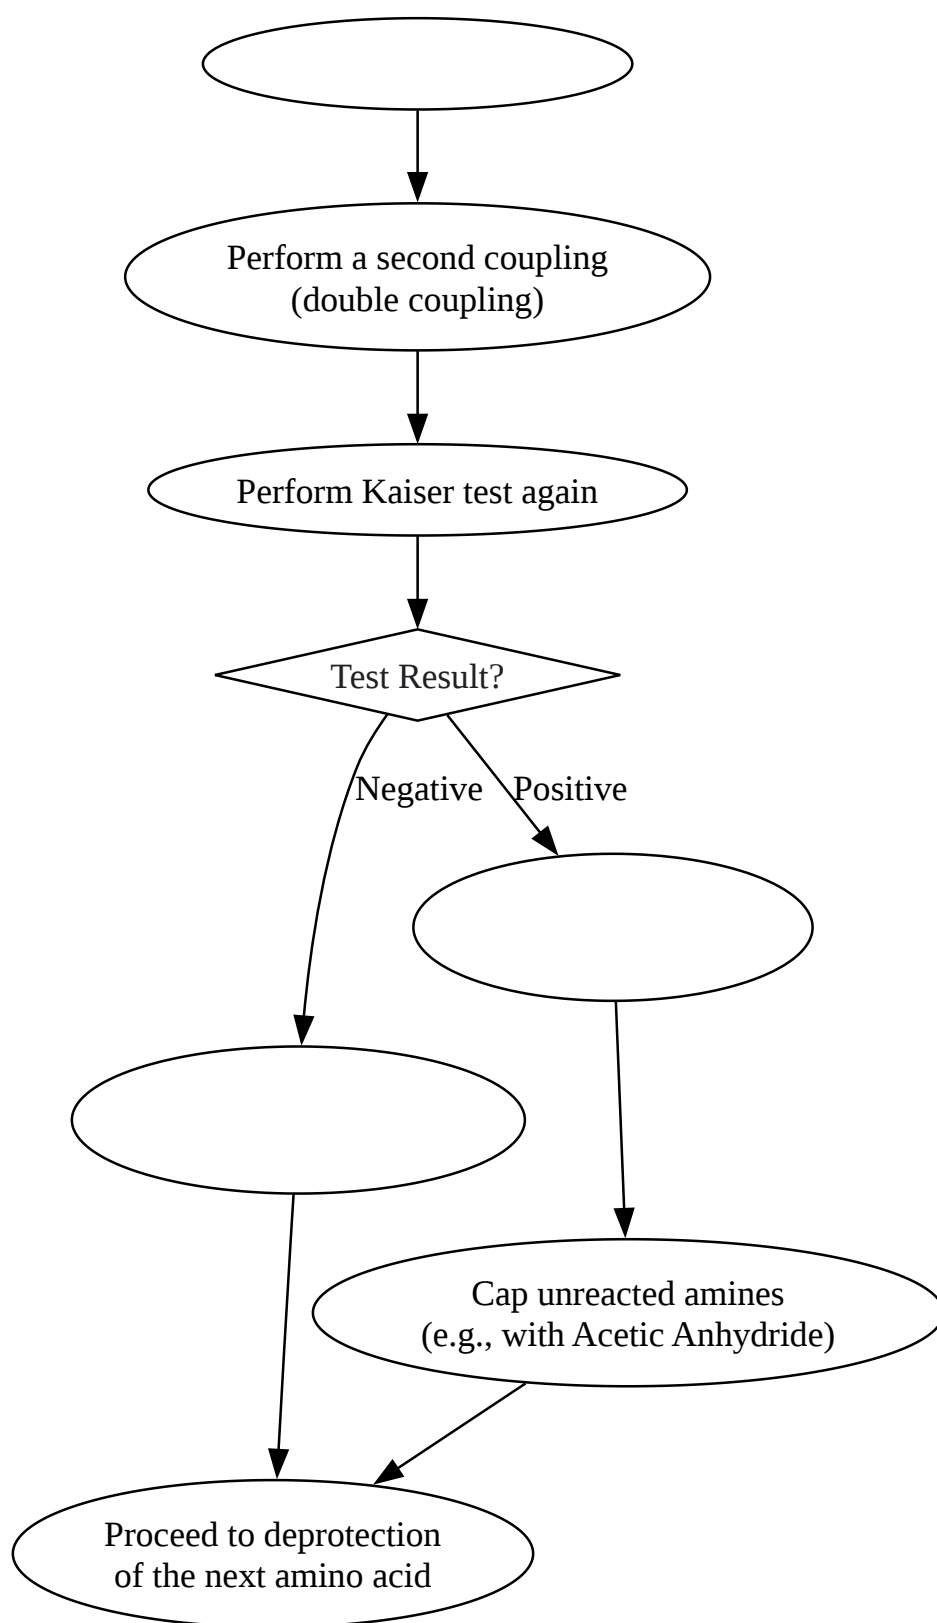 Perform a second coupling
(double coupling)
Perform Kaiser test again
Test Result?
Negative
Positive
Cap unreacted amines
(e.g., with Acetic Anhydride)
Proceed to deprotection
of the next amino acid